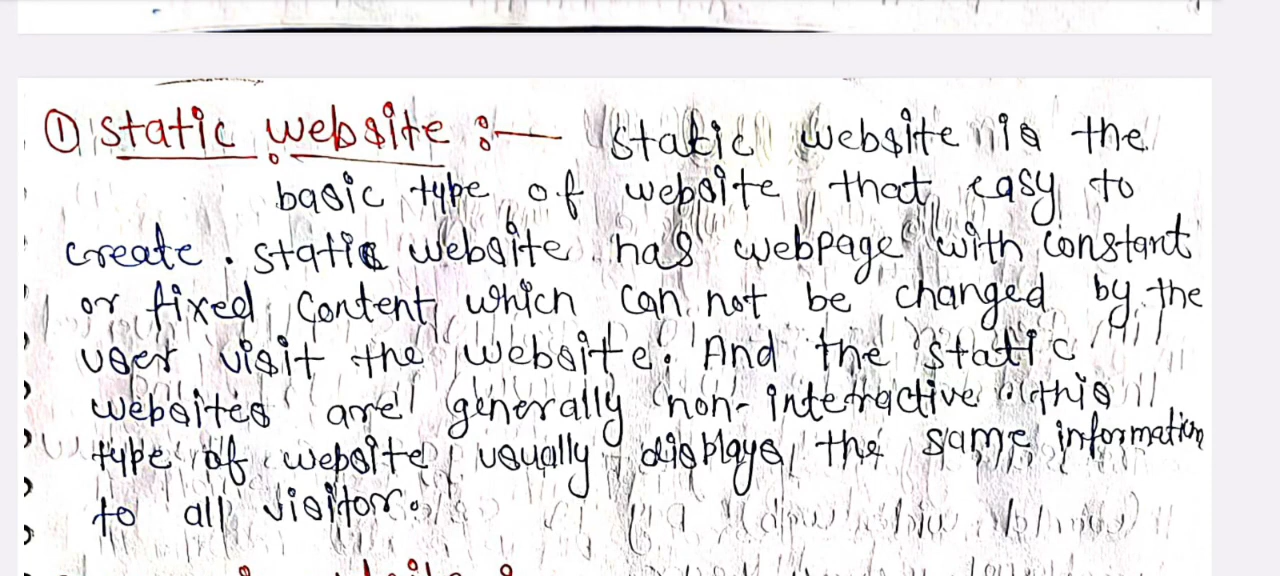 ① static website :— static website is the
basic type of website that easy to
create. static website has webpage with constant
or fixed content which can not be changed by the
user visit the website. And the static
websites are generally non-interactive this
type of website usually displays the same information
to all visitor.